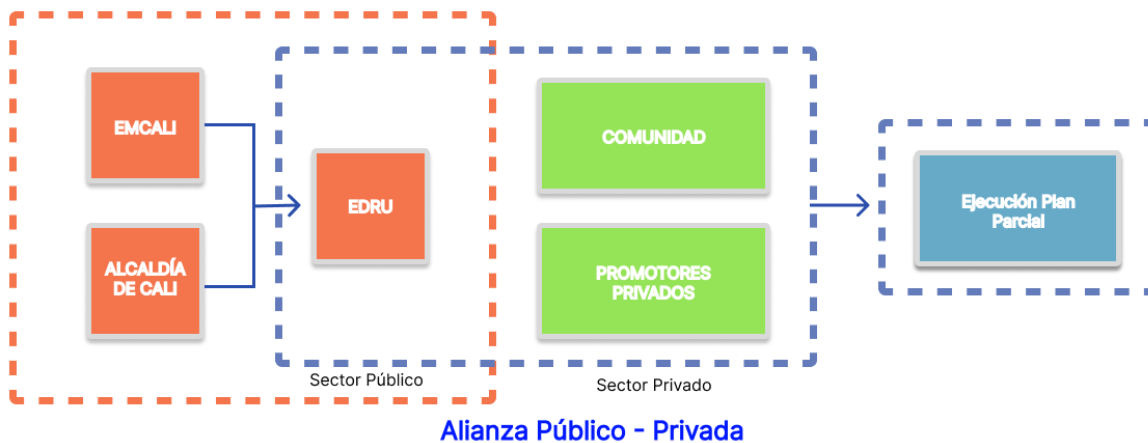 EMCALI
ALCALDÍA
DE CALI
EDRU
COMUNIDAD
PROMOTORES
PRIVADOS
Ejecución Plan
Parcial
Sector Público
Sector Privado
Alianza Público - Privada